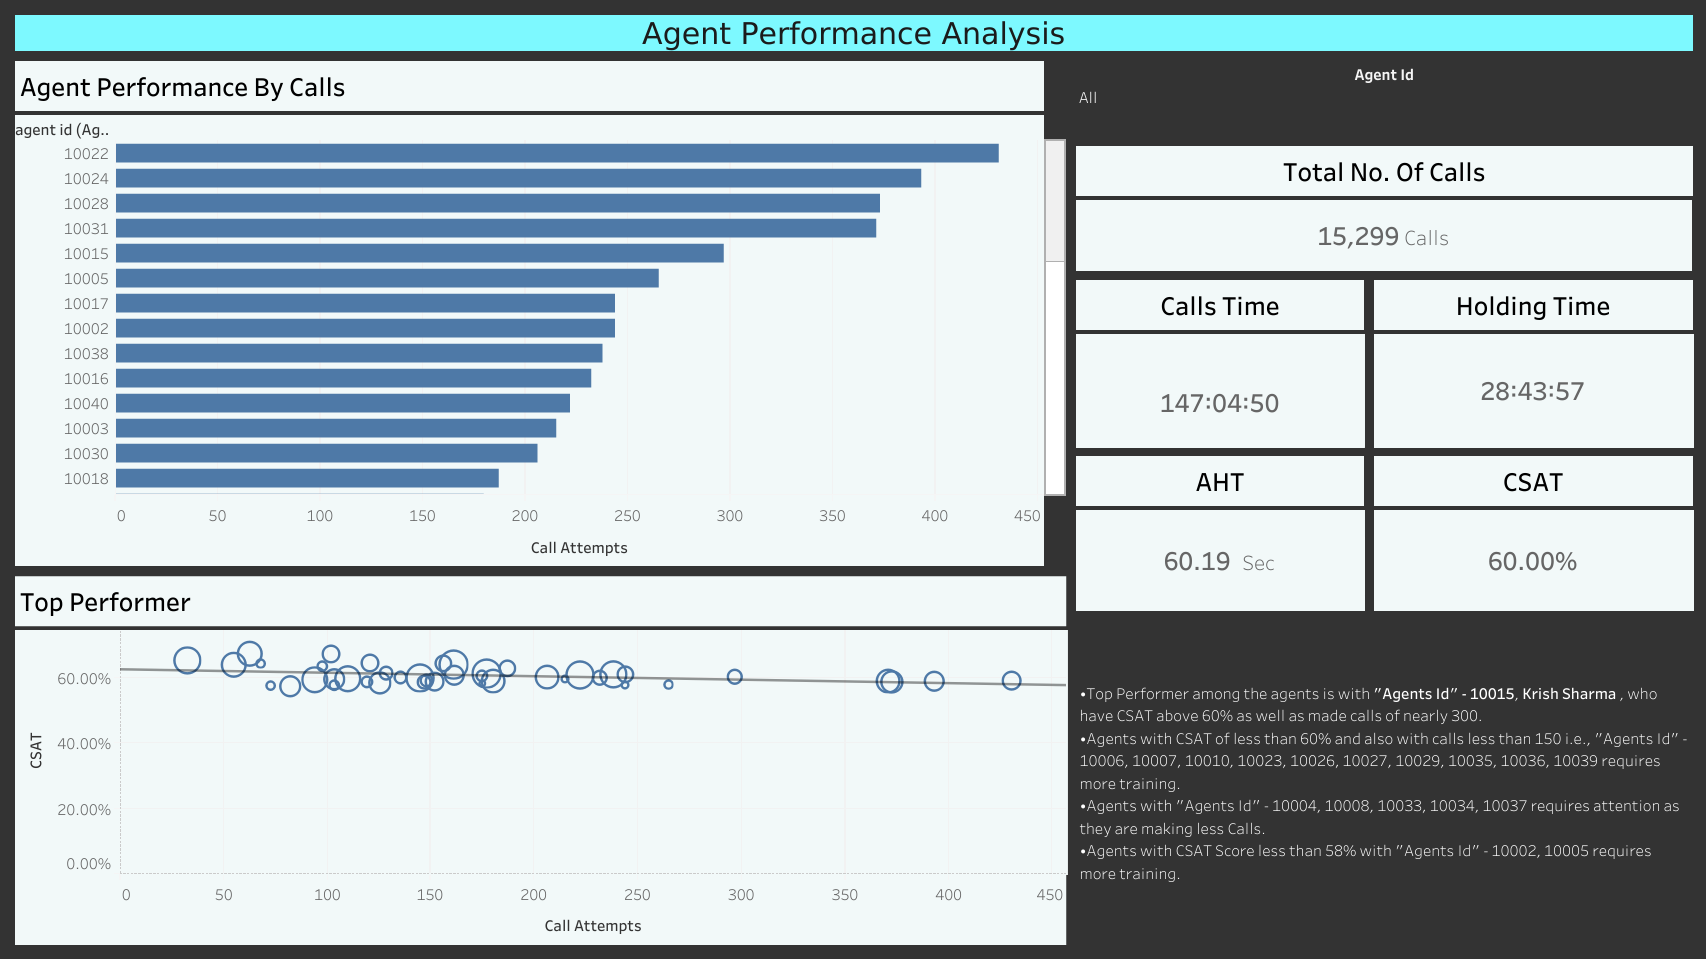 Agent Performance Analysis
Agent Performance By Calls
agent id (Ag..
10022
10024
10028
10031
10015
10005
10017
10002
10038
10016
10040
10003
10030
10018
0 50 100 150 200 250 300 350 400 450
Call Attempts
Top Performer
CSAT
60.00%
40.00%
20.00%
0.00%
0 50 100 150 200 250 300 350 400 450
Call Attempts
Agent Id
All
Total No. Of Calls
15,299 Calls
Calls Time
Holding Time
147:04:50
28:43:57
AHT
CSAT
60.19 Sec
60.00%
•Top Performer among the agents is with "Agents Id" - 10015, Krish Sharma , who
have CSAT above 60% as well as made calls of nearly 300.
•Agents with CSAT of less than 60% and also with calls less than 150 i.e., "Agents Id" -
10006, 10007, 10010, 10023, 10026, 10027, 10029, 10035, 10036, 10039 requires
more training.
•Agents with "Agents Id" - 10004, 10008, 10033, 10034, 10037 requires attention as
they are making less Calls.
•Agents with CSAT Score less than 58% with "Agents Id" - 10002, 10005 requires
more training.